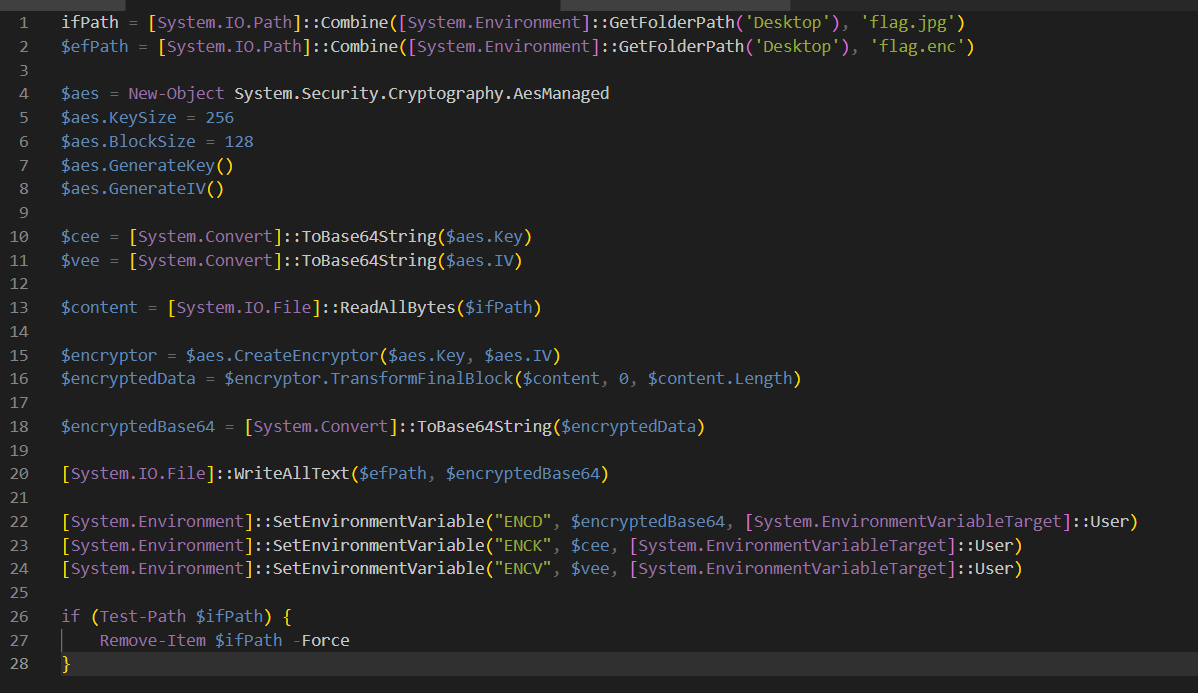 1 ifPath = [System.IO.Path]::Combine([System.Environment]::GetFolderPath('Desktop'), 'flag.jpg')
2 $efPath = [System.IO.Path]::Combine([System.Environment]::GetFolderPath('Desktop'), 'flag.enc')
3
4 $aes = New-Object System.Security.Cryptography.AesManaged
5 $aes.KeySize = 256
6 $aes.BlockSize = 128
7 $aes.GenerateKey()
8 $aes.GenerateIV()
9
10 $cee = [System.Convert]::ToBase64String($aes.Key)
11 $vee = [System.Convert]::ToBase64String($aes.IV)
12
13 $content = [System.IO.File]::ReadAllBytes($ifPath)
14
15 $encryptor = $aes.CreateEncryptor($aes.Key, $aes.IV)
16 $encryptedData = $encryptor.TransformFinalBlock($content, 0, $content.Length)
17
18 $encryptedBase64 = [System.Convert]::ToBase64String($encryptedData)
19
20 [System.IO.File]::WriteAllText($efPath, $encryptedBase64)
21
22 [System.Environment]::SetEnvironmentVariable("ENCD", $encryptedBase64, [System.EnvironmentVariableTarget]::User)
23 [System.Environment]::SetEnvironmentVariable("ENCK", $cee, [System.EnvironmentVariableTarget]::User)
24 [System.Environment]::SetEnvironmentVariable("ENCV", $vee, [System.EnvironmentVariableTarget]::User)
25
26 if (Test-Path $ifPath) {
27     Remove-Item $ifPath -Force
28 }